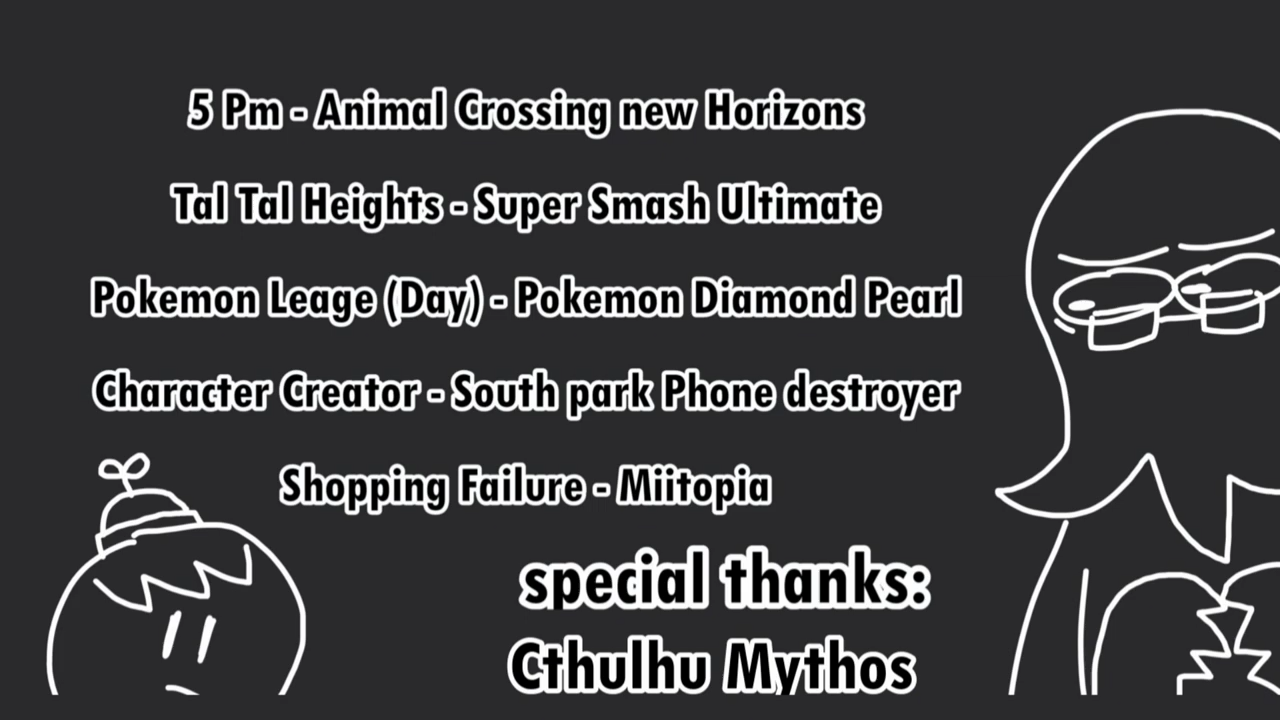 5 Pm - Animal Crossing new Horizons
Tal Tal Heights - Super Smash Ultimate
Pokemon Leage (Day) - Pokemon Diamond Pearl
Character Creator - South park Phone destroyer
Shopping Failure - Miitopia
special thanks:
Cthulhu Mythos